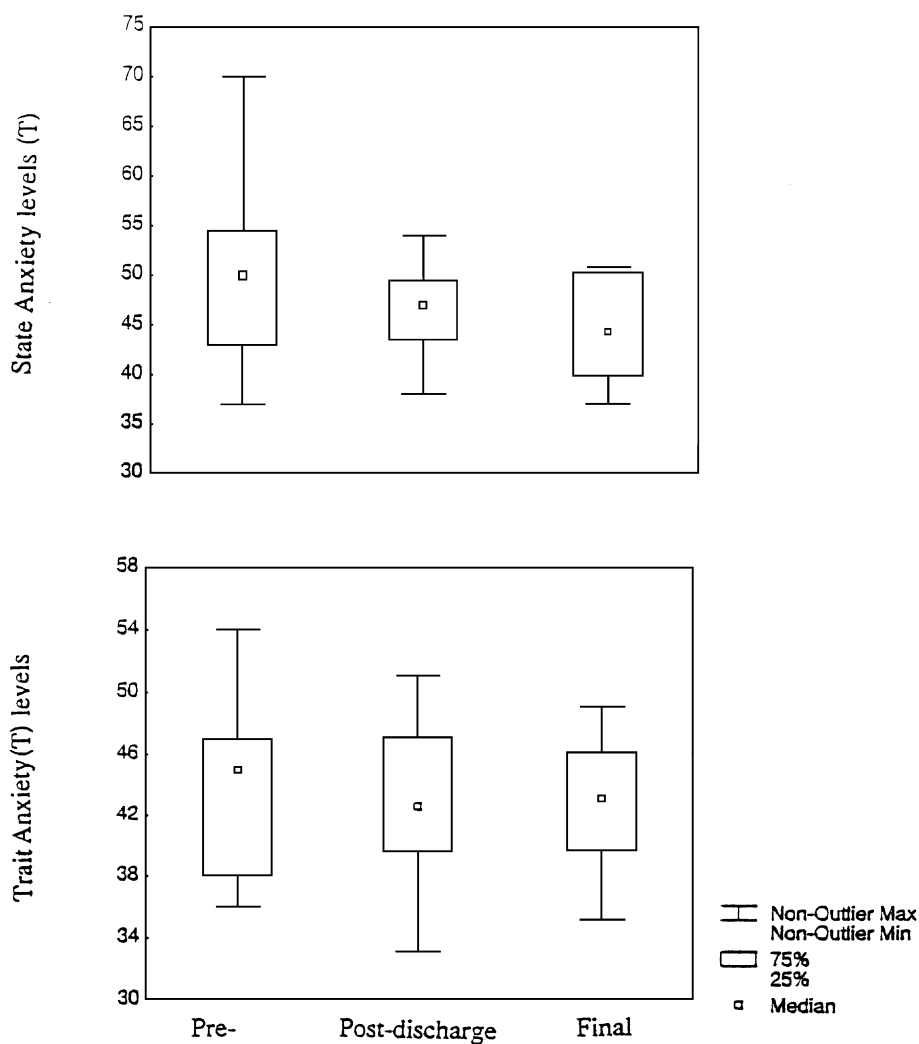 State Anxiety levels (T)
75
70
65
60
55
50
45
40
35
30
Trait Anxiety (T) levels
58
54
50
46
42
38
34
30
Pre-
Post-discharge
Final
Non-Outlier Max
Non-Outlier Min
75%
25%
Median